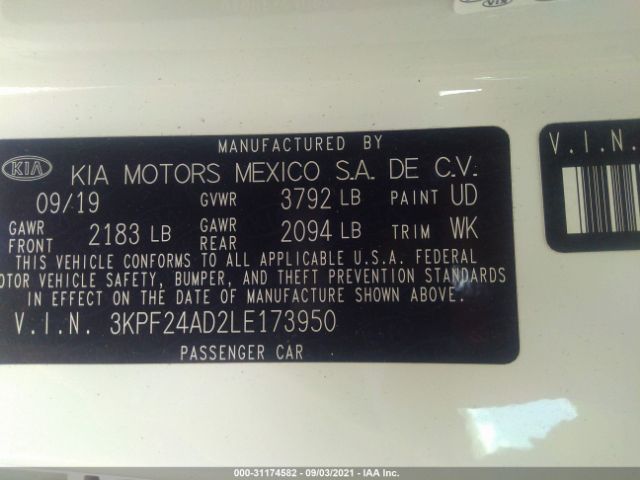 MANUFACTURED BY
KIA KIA MOTORS MEXICO S.A. DE C.V.
09/19 GVWR 3792 LB PAINT UD
GAWR FRONT 2183 LB GAWR REAR 2094 LB TRIM WK
THIS VEHICLE CONFORMS TO ALL APPLICABLE U.S.A. FEDERAL
OTOR VEHICLE SAFETY, BUMPER, AND THEFT PREVENTION STANDARDS
IN EFFECT ON THE DATE OF MANUFACTURE SHOWN ABOVE.
V.I.N. 3KPF24AD2LE173950
PASSENGER CAR
V.I.N.
000-31174582 - 09/03/2021 - IAA Inc.